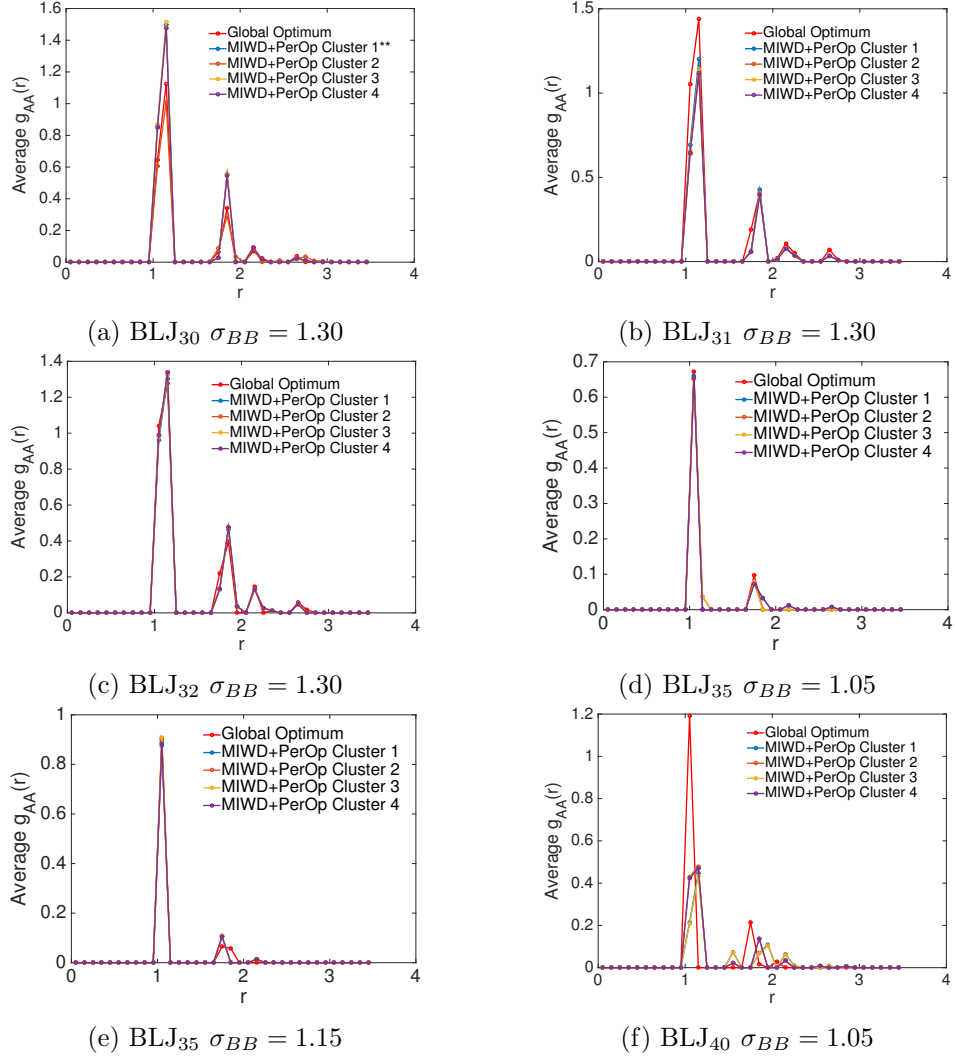 1.6
1.4
1.2
1
0.8
0.6
0.4
0.2
0
0 1 2 3 4
r
Average g_AA(r)
Global Optimum
MIWD+PerOp Cluster 1**
MIWD+PerOp Cluster 2
MIWD+PerOp Cluster 3
MIWD+PerOp Cluster 4
(a) BLJ₃₀ σ_BB = 1.30
1.5
1
0.5
0
0 1 2 3 4
r
Average g_AA(r)
Global Optimum
MIWD+PerOp Cluster 1
MIWD+PerOp Cluster 2
MIWD+PerOp Cluster 3
MIWD+PerOp Cluster 4
(b) BLJ₃₁ σ_BB = 1.30
1.4
1.2
1
0.8
0.6
0.4
0.2
0
0 1 2 3 4
r
Average g_AA(r)
Global Optimum
MIWD+PerOp Cluster 1
MIWD+PerOp Cluster 2
MIWD+PerOp Cluster 3
MIWD+PerOp Cluster 4
(c) BLJ₃₂ σ_BB = 1.30
0.7
0.6
0.5
0.4
0.3
0.2
0.1
0
0 1 2 3 4
r
Average g_AA(r)
Global Optimum
MIWD+PerOp Cluster 1
MIWD+PerOp Cluster 2
MIWD+PerOp Cluster 3
MIWD+PerOp Cluster 4
(d) BLJ₃₅ σ_BB = 1.05
1
0.8
0.6
0.4
0.2
0
0 1 2 3 4
r
Average g_AA(r)
Global Optimum
MIWD+PerOp Cluster 1
MIWD+PerOp Cluster 2
MIWD+PerOp Cluster 3
MIWD+PerOp Cluster 4
(e) BLJ₃₅ σ_BB = 1.15
1.2
1
0.8
0.6
0.4
0.2
0
0 1 2 3 4
r
Average g_AA(r)
Global Optimum
MIWD+PerOp Cluster 1
MIWD+PerOp Cluster 2
MIWD+PerOp Cluster 3
MIWD+PerOp Cluster 4
(f) BLJ₄₀ σ_BB = 1.05